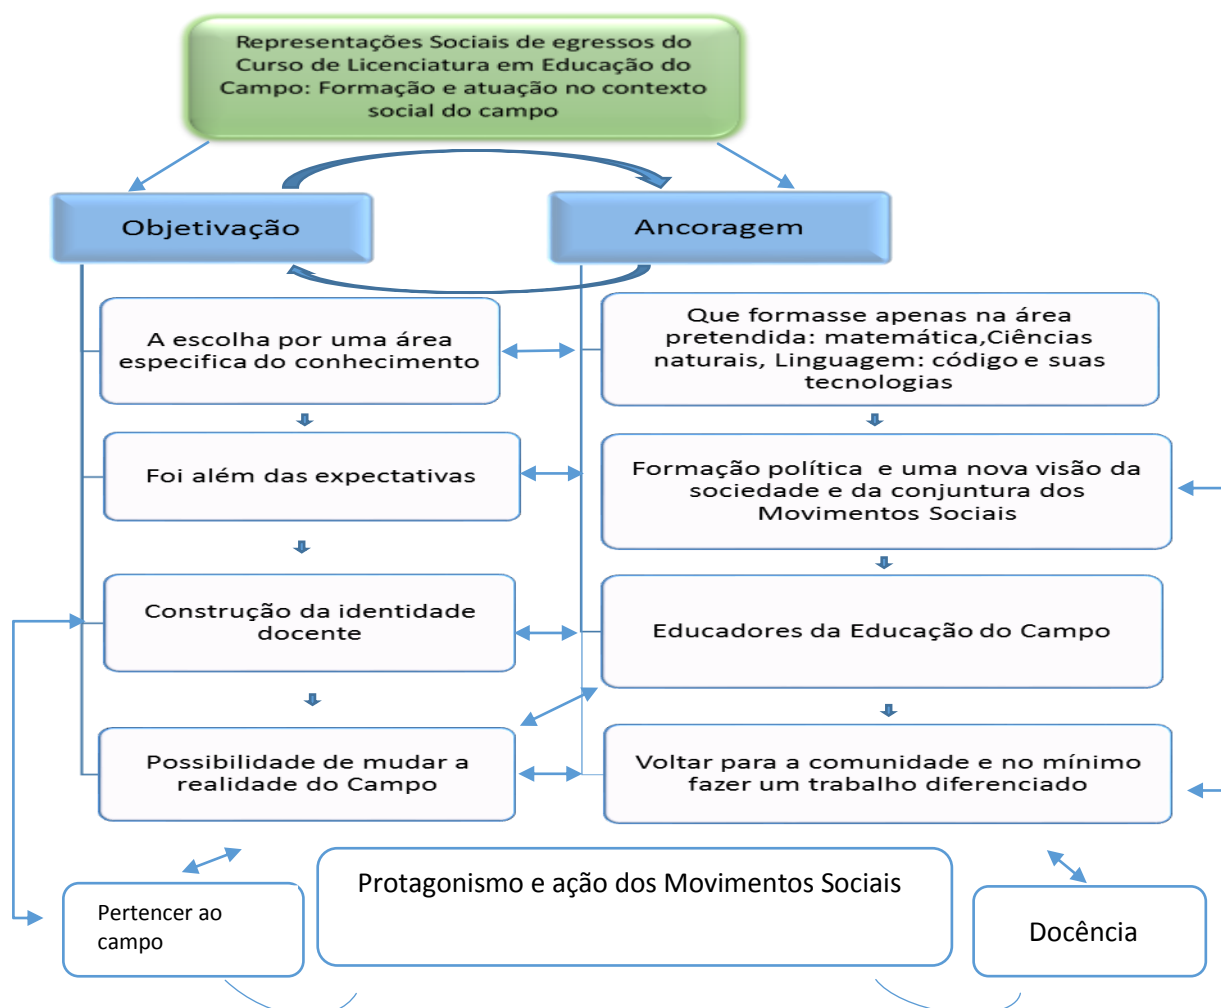 Representações Sociais de egressos do
Curso de Licenciatura em Educação do
Campo: Formação e atuação no contexto
social do campo
Objetivação
Ancoragem
A escolha por uma área
especifica do conhecimento
Que formasse apenas na área
pretendida: matemática,Ciências
naturais, Linguagem: código e suas
tecnologias
Foi além das expectativas
Formação política e uma nova visão da
sociedade e da conjuntura dos
Movimentos Sociais
Construção da identidade
docente
Educadores da Educação do Campo
Possibilidade de mudar a
realidade do Campo
Voltar para a comunidade e no mínimo
fazer um trabalho diferenciado
Pertencer ao
campo
Protagonismo e ação dos Movimentos Sociais
Docência